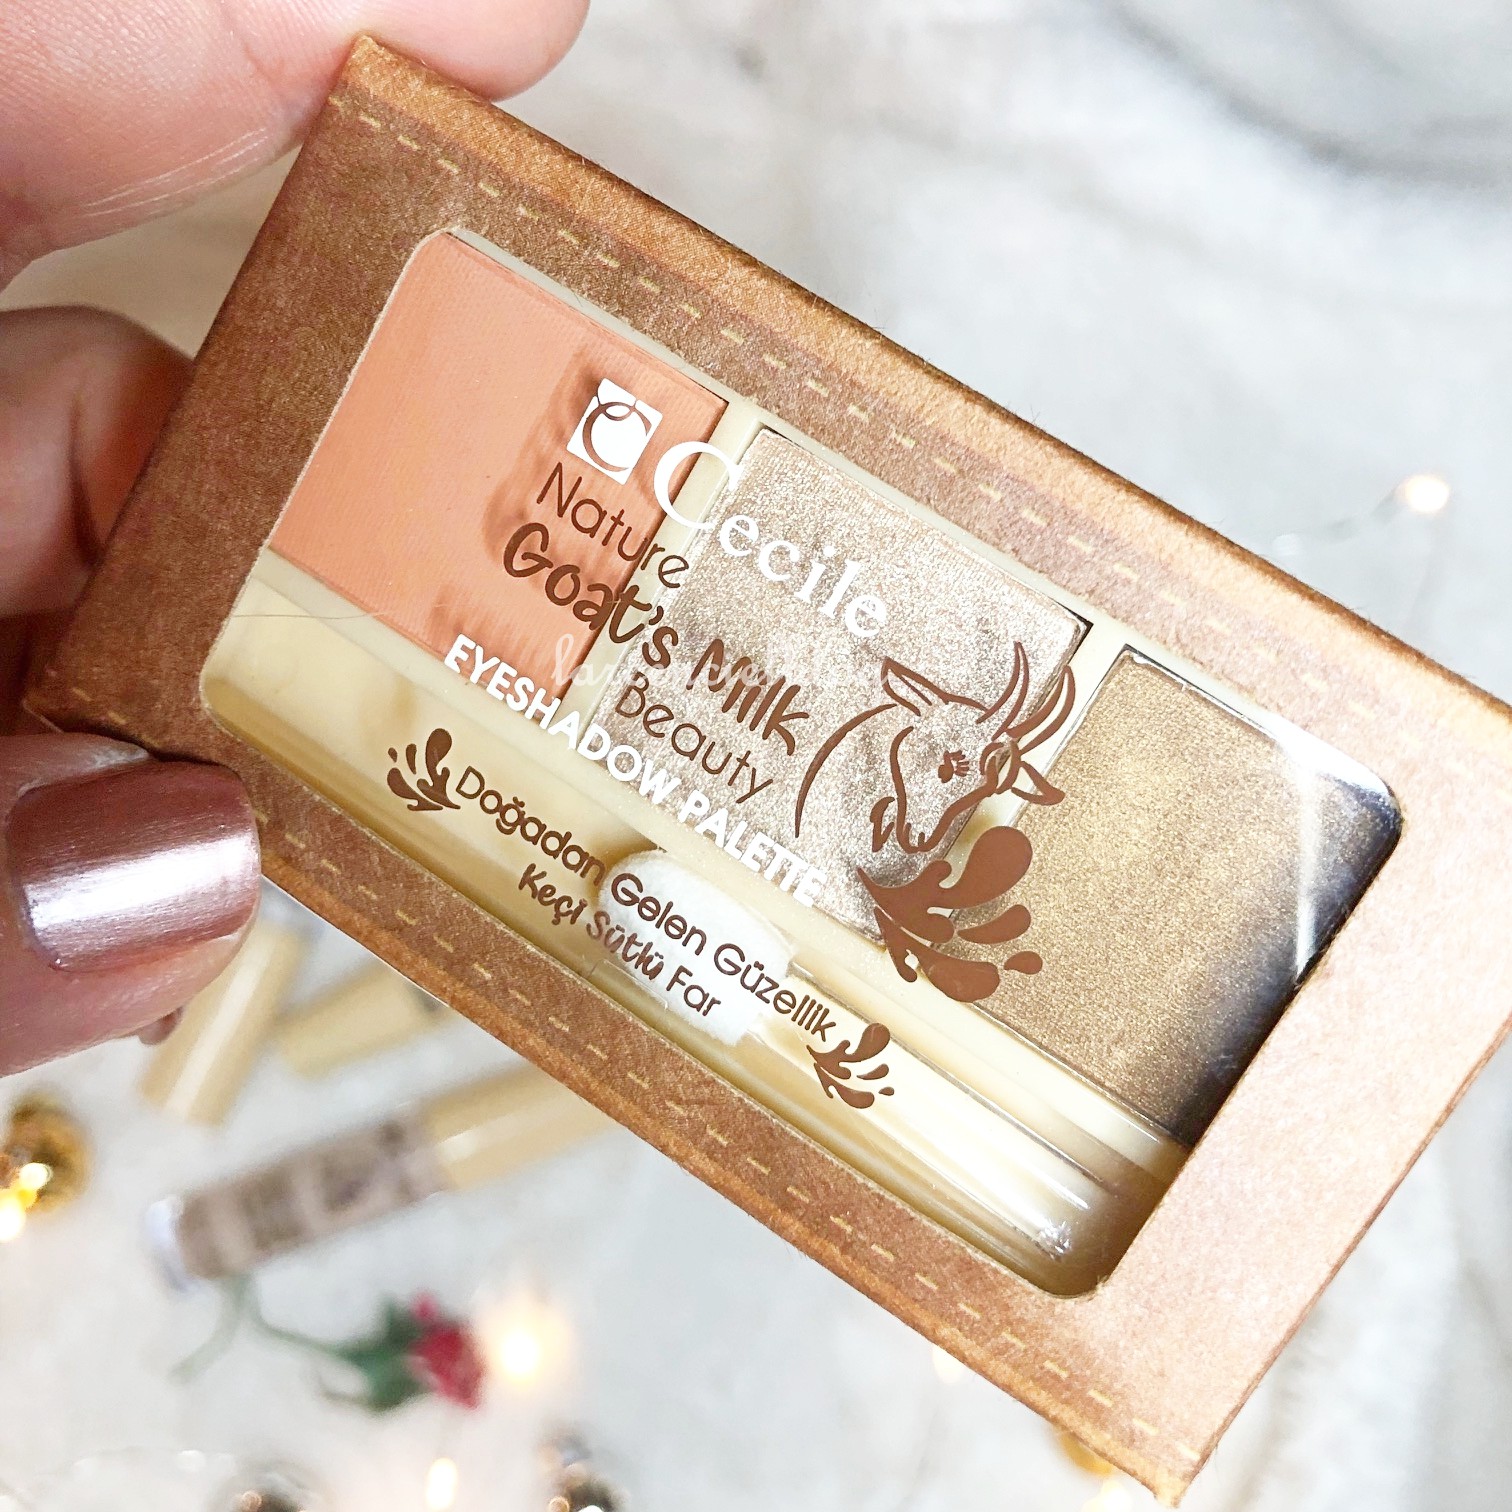 Cecile
Nature
Goat's Milk
Beauty
EYESHADOW PALETTE
Doğadan Gelen Güzellik
Keçi Sütlü Far